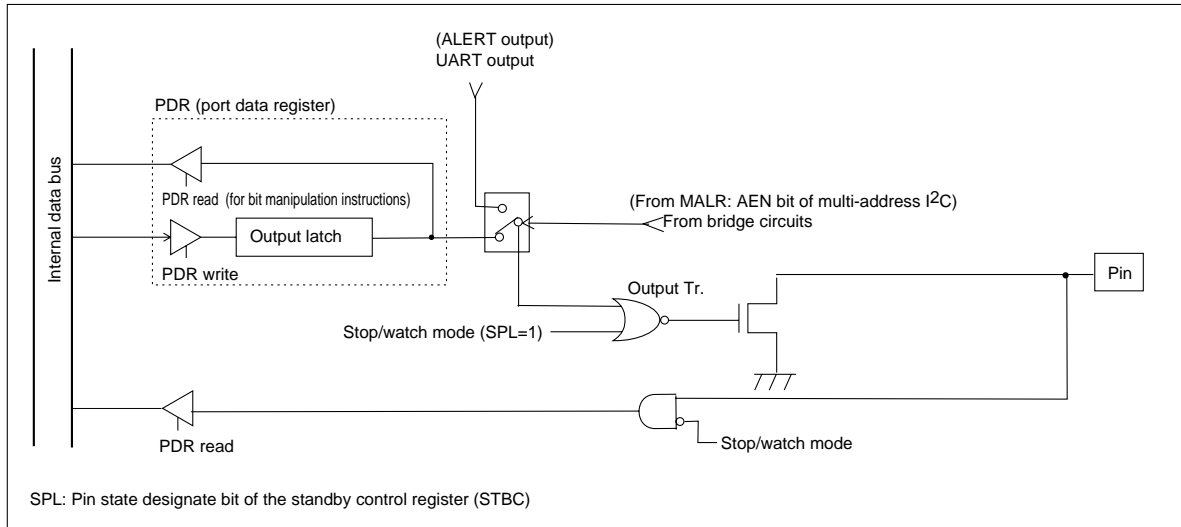 (ALERT output)
UART output
PDR (port data register)
Internal data bus
PDR read (for bit manipulation instructions)
Output latch
PDR write
(From MALR: AEN bit of multi-address I²C)
From bridge circuits
Pin
Output Tr.
Stop/watch mode (SPL=1)
PDR read
Stop/watch mode
SPL: Pin state designate bit of the standby control register (STBC)